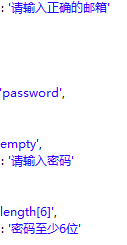 : '请输入正确的邮箱'
'password',
empty',
: '请输入密码'
length[6]',
: '密码至少6位'